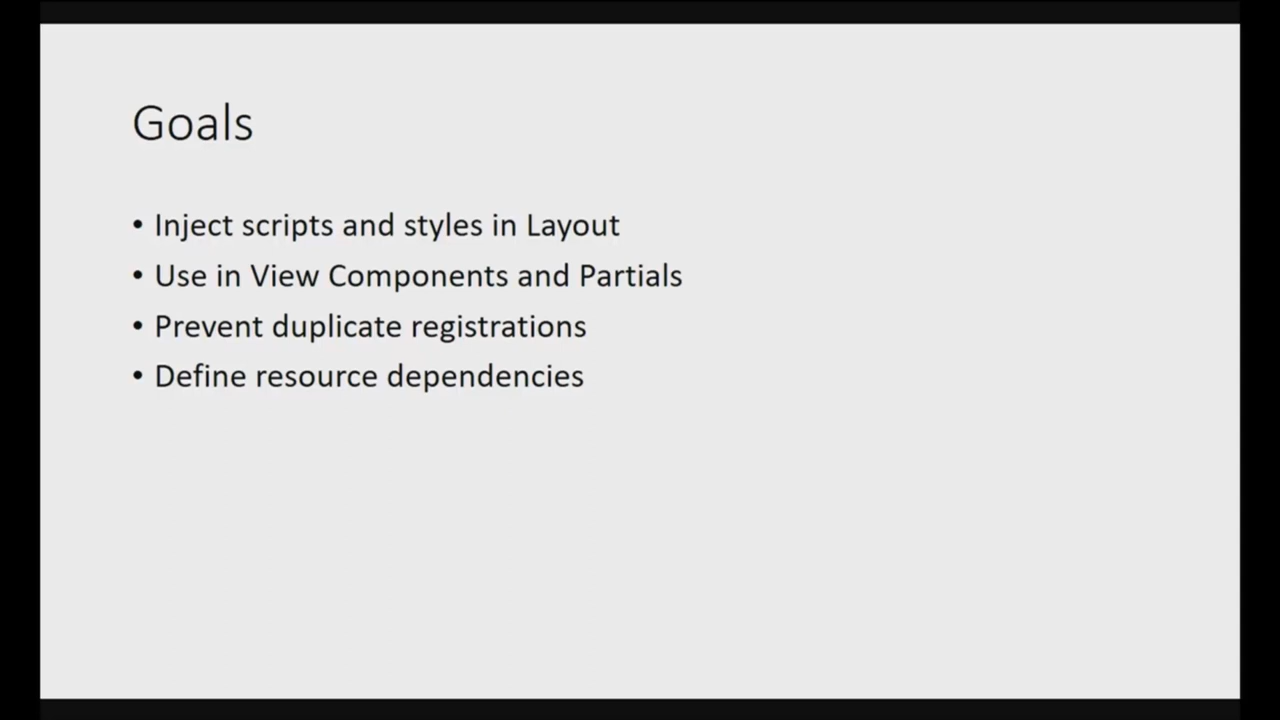 Goals
• Inject scripts and styles in Layout
• Use in View Components and Partials
• Prevent duplicate registrations
• Define resource dependencies